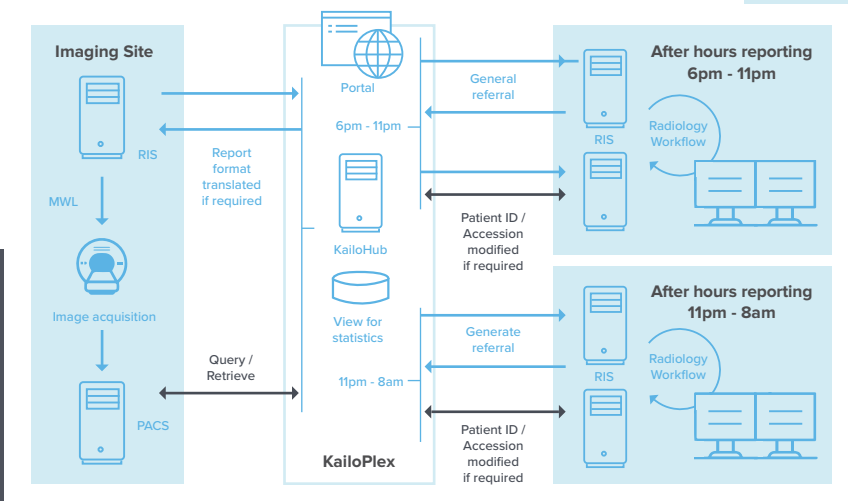 Imaging Site
RIS
MWL
Image acquisition
PACS
Report
format
translated
if required
Query /
Retrieve
Portal
6pm - 11pm
KailoHub
View for
statistics
11pm - 8am
KailoPlex
General
referral
Patient ID /
Accession
modified
if required
Generate
referral
Patient ID /
Accession
modified
if required
After hours reporting
6pm - 11pm
RIS
Radiology
Workflow
After hours reporting
11pm - 8am
RIS
Radiology
Workflow